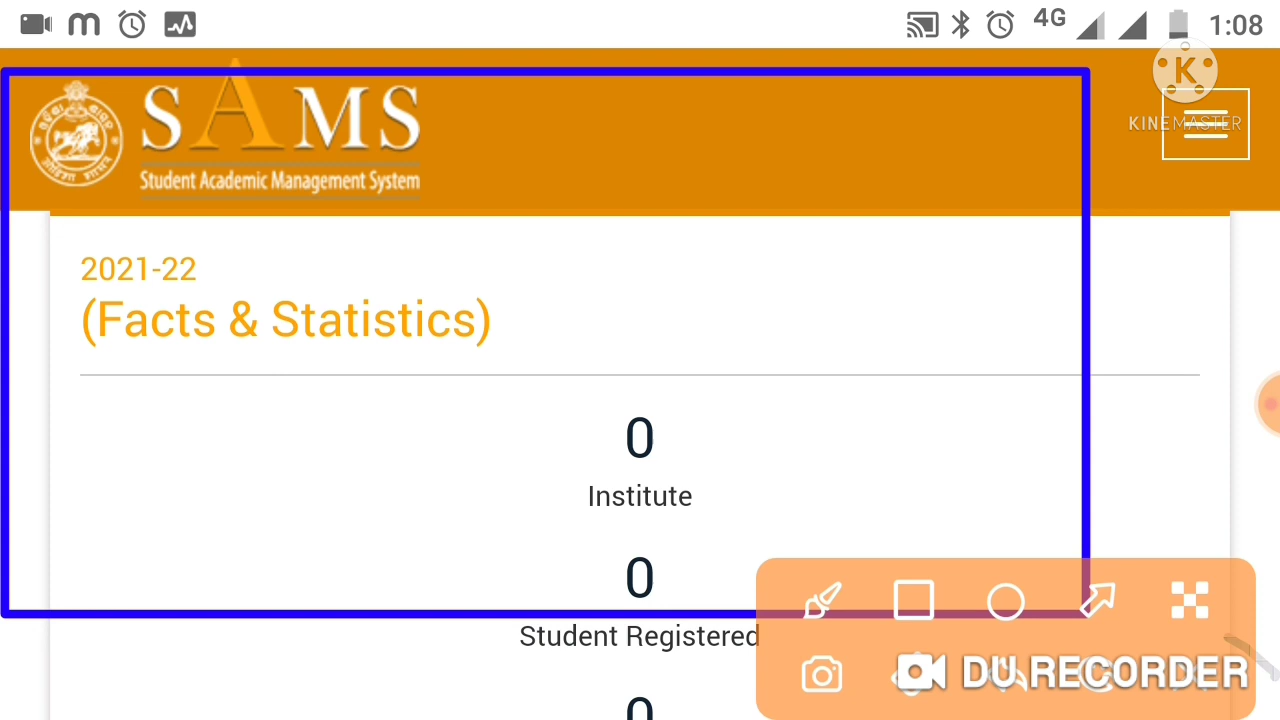 4G
1:08
SAMS
Student Academic Management System
K
KINEMASTER
2021-22
(Facts & Statistics)
0
Institute
0
Student Registered
0
DU RECORDER